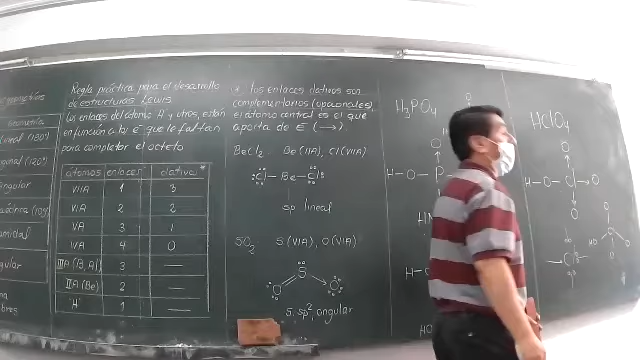 Geometría
lineal (180°)
(120°)
angular
Regla práctica para el desarrollo
de estructuras Lewis
Los enlaces del átomo H y otros, están
en función a los e⁻ que le faltan
para completar el octeto
átomos enlaces dativa *
VIIA 1 3
VIA 2 2
VA 3 1
IVA 4 0
IIIA (B, Al) 3 —
IIA (Be) 2 —
H 1 —
* los enlaces dativos son
complementarios (opcionales),
el átomo central es el que
aporta de e⁻ (→)
BeCl₂ Be(IIA), Cl(VIIA)
Cl — Be — Cl
sp lineal
SO₂ S(VIA), O(VIA)
S
O O
S, sp², angular
H₃PO₄
O
H—O—P
H—O
HClO₄
O
H—O—Cl→O
O